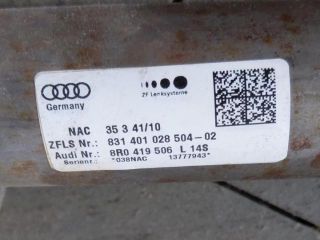 Germany
ZF Lenksysteme
NAC 35 3 41/10
ZFLS Nr.: 831 401 028 504-02
Audi Nr.: 8R0 419 506 L 14S
Seriennr.: *038NAC 13777943*